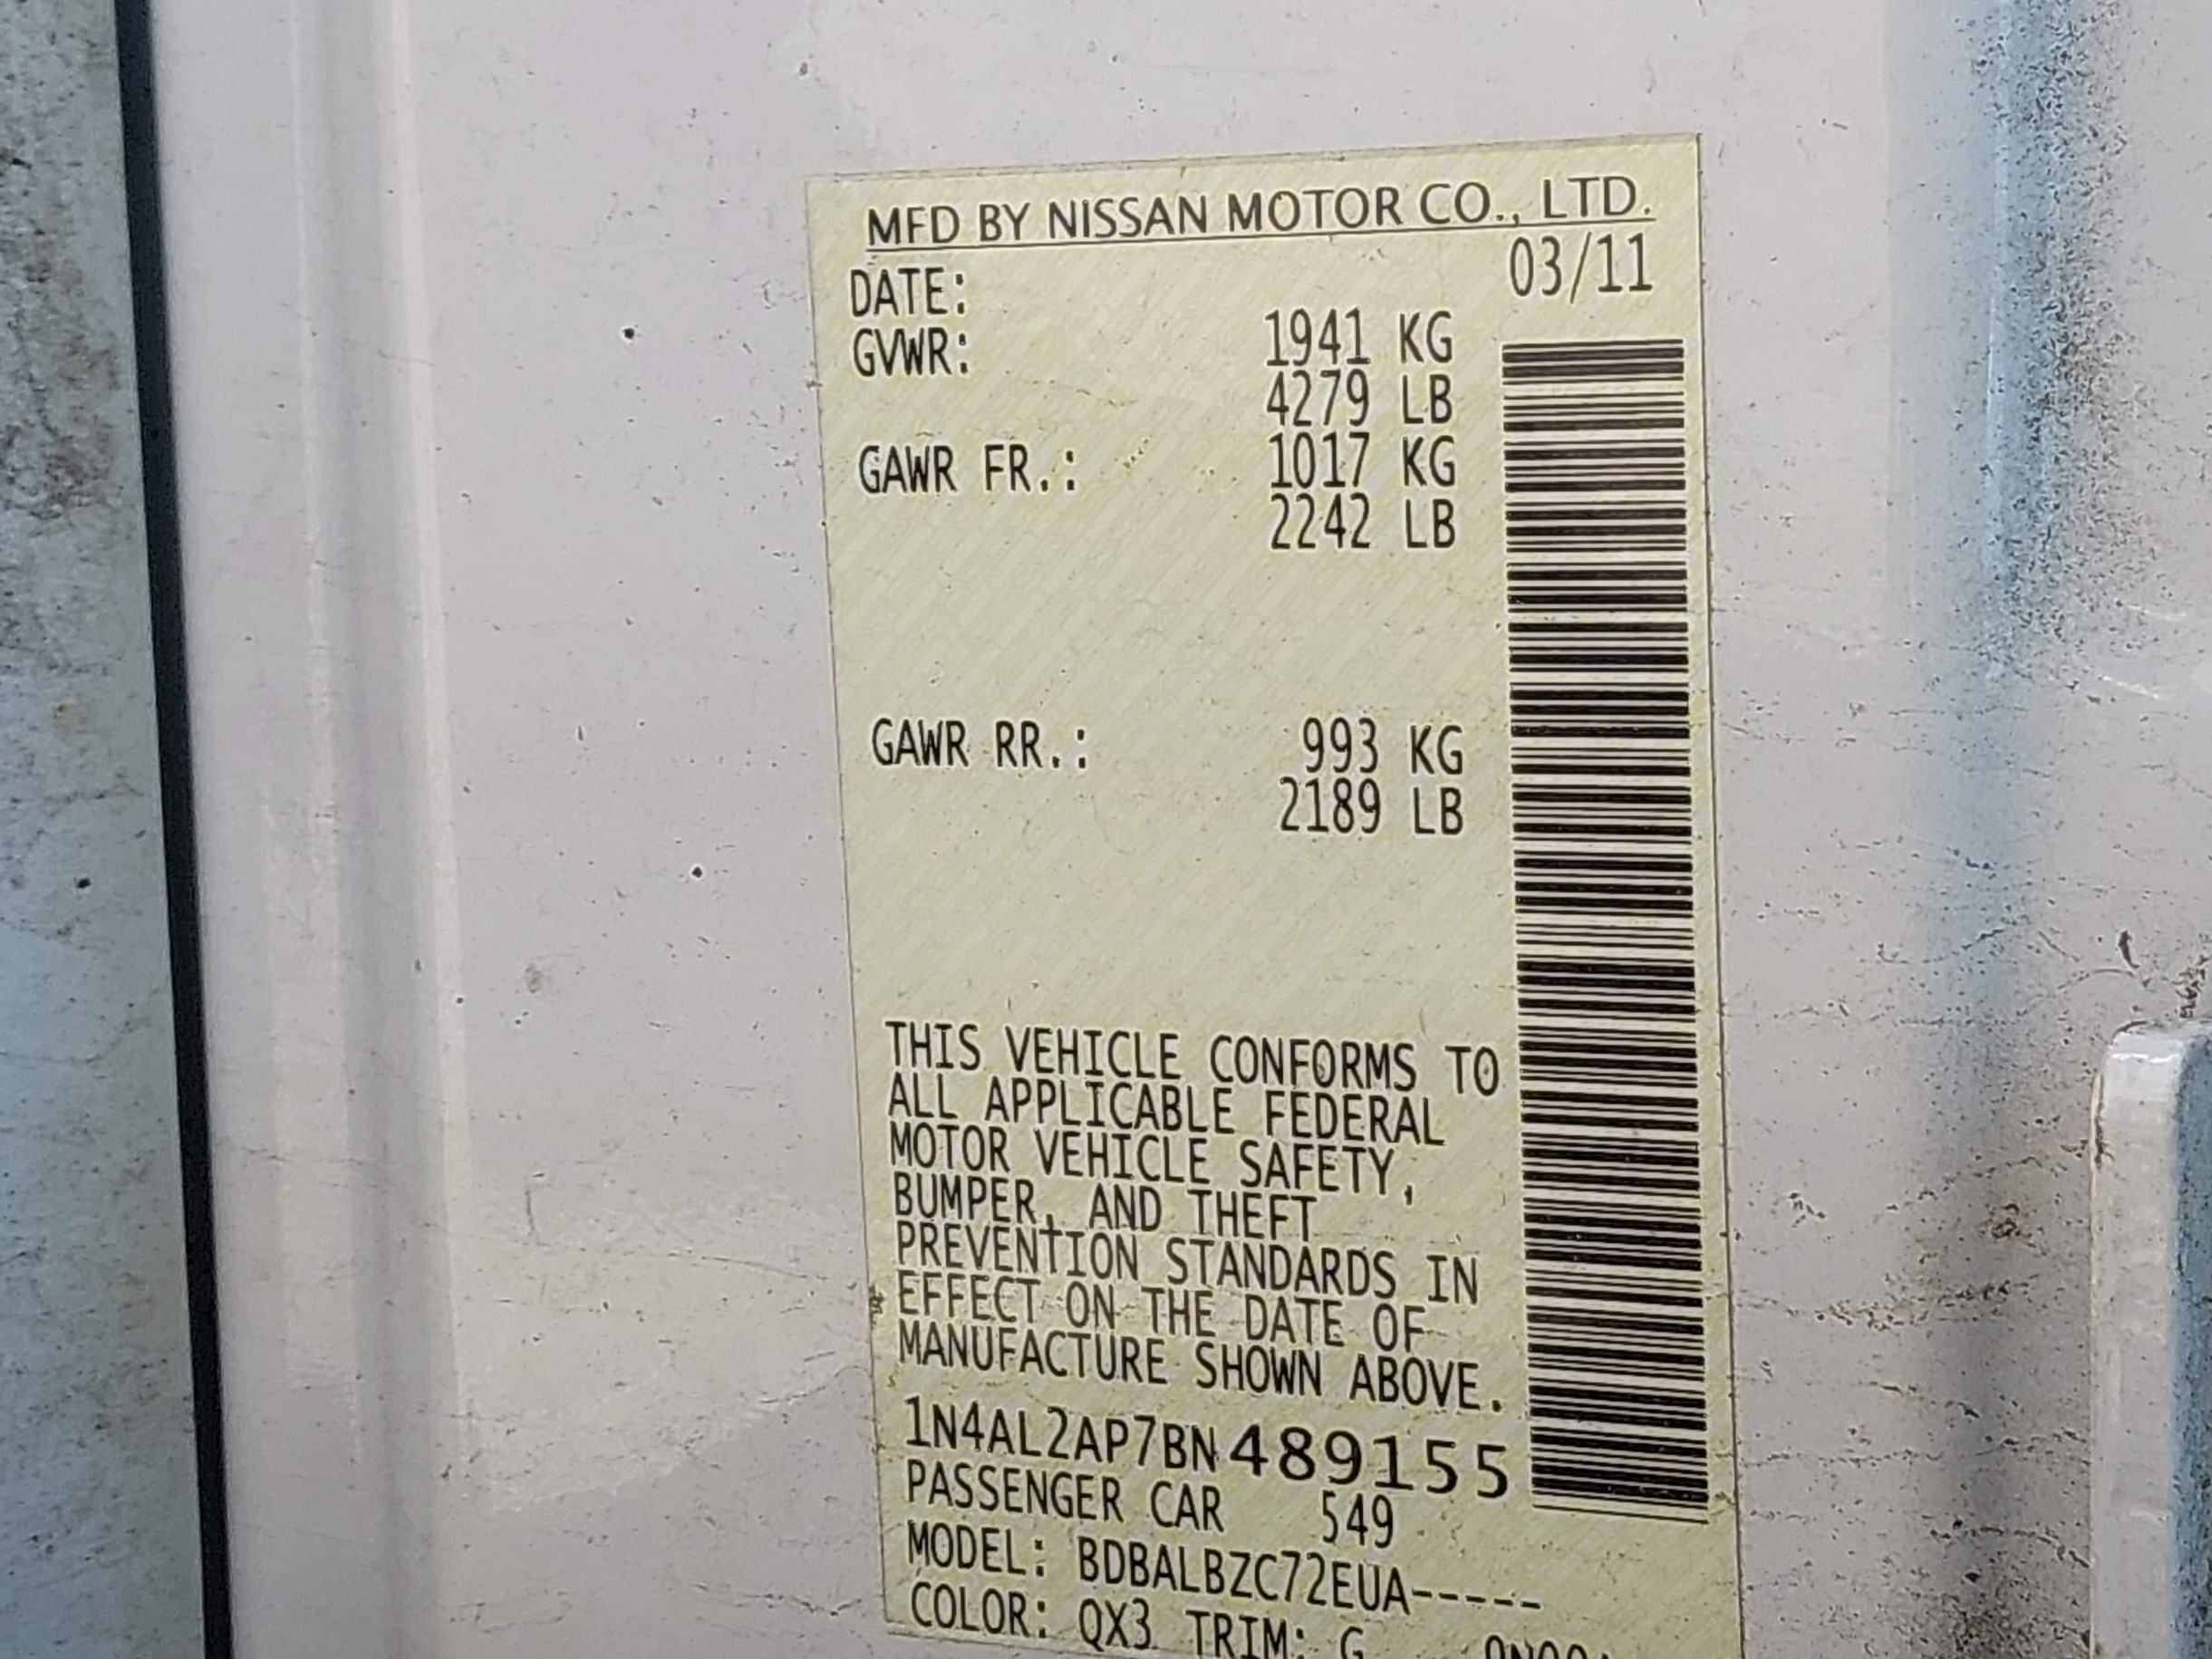 MFD BY NISSAN MOTOR CO., LTD.
DATE: 03/11
GVWR: 1941 KG
4279 LB
GAWR FR.: 1017 KG
2242 LB
GAWR RR.: 993 KG
2189 LB
THIS VEHICLE CONFORMS TO
ALL APPLICABLE FEDERAL
MOTOR VEHICLE SAFETY,
BUMPER, AND THEFT
PREVENTION STANDARDS IN
EFFECT ON THE DATE OF
MANUFACTURE SHOWN ABOVE.
1N4AL2AP7BN489155
PASSENGER CAR 549
MODEL: BDBALBZC72EUA-----
COLOR: QX3 TRIM: G